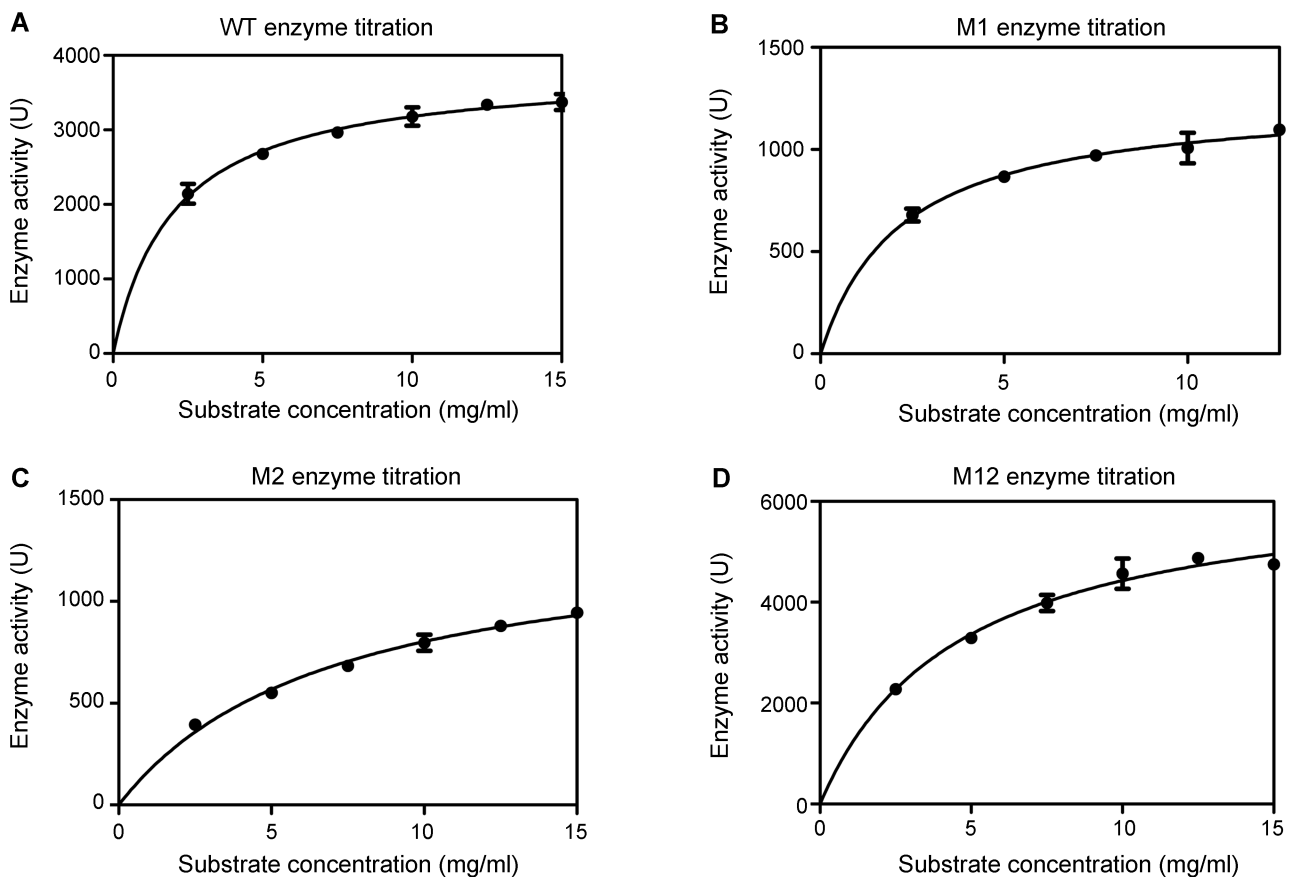 A
WT enzyme titration
Enzyme activity (U)
4000
3000
2000
1000
0
0 5 10 15
Substrate concentration (mg/ml)
B
M1 enzyme titration
Enzyme activity (U)
1500
1000
500
0
0 5 10
Substrate concentration (mg/ml)
C
M2 enzyme titration
Enzyme activity (U)
1500
1000
500
0
0 5 10 15
Substrate concentration (mg/ml)
D
M12 enzyme titration
Enzyme activity (U)
6000
4000
2000
0
0 5 10 15
Substrate concentration (mg/ml)